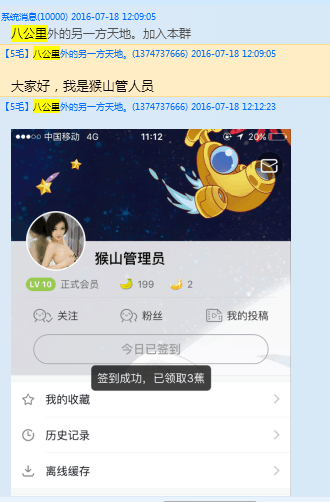 系统消息(10000) 2016-07-18 12:09:05
八公里外的另一方天地。加入本群
【5毛】八公里外的另一方天地。(1374737666) 2016-07-18 12:09:05
大家好，我是猴山管人员
【5毛】八公里外的另一方天地。(1374737666) 2016-07-18 12:12:23
中国移动 4G 11:12 20%
猴山管理员
LV 10 正式会员 199 2
关注 粉丝 我的投稿
今日已签到
签到成功，已领取3蕉
我的收藏
历史记录
离线缓存